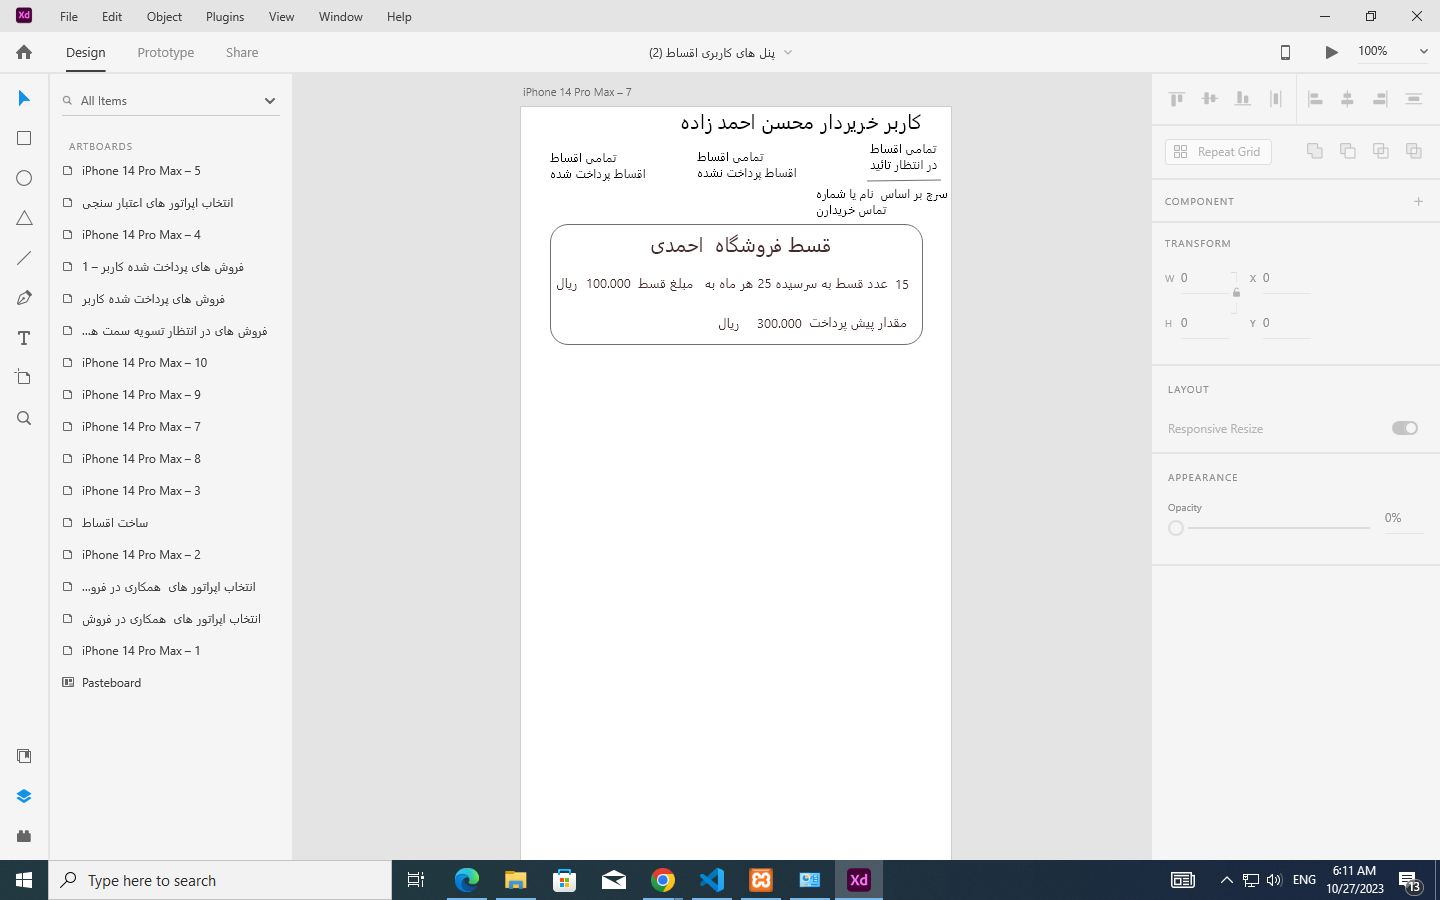 Xd File Edit Object Plugins View Window Help
Design Prototype Share پنل های کاربری اقساط (2) 100%
All Items
ARTBOARDS
iPhone 14 Pro Max – 5
انتخاب اپراتور های اعتبار سنجی
iPhone 14 Pro Max – 4
فروش های پرداخت شده کاربر – 1
فروش های پرداخت شده کاربر
فروش های در انتظار تسویه سمت ه...
iPhone 14 Pro Max – 10
iPhone 14 Pro Max – 9
iPhone 14 Pro Max – 7
iPhone 14 Pro Max – 8
iPhone 14 Pro Max – 3
ساخت اقساط
iPhone 14 Pro Max – 2
انتخاب اپراتور های همکاری در فرو...
انتخاب اپراتور های همکاری در فروش
iPhone 14 Pro Max – 1
Pasteboard
iPhone 14 Pro Max – 7
کاربر خریردار محسن احمد زاده
تمامی اقساط
در انتظار تائید
تمامی اقساط
اقساط پرداخت نشده
تمامی اقساط
اقساط پرداخت شده
سرچ بر اساس نام یا شماره
تماس خریدارن
قسط فروشگاه احمدی
15 عدد قسط به سرسیده 25 هر ماه به مبلغ قسط 100.000 ریال
مقدار پیش پرداخت 300.000 ریال
Repeat Grid
COMPONENT
TRANSFORM
W 0 X 0
H 0 Y 0
LAYOUT
Responsive Resize
APPEARANCE
Opacity
0%
Type here to search
Xd
ENG
6:11 AM
10/27/2023
13